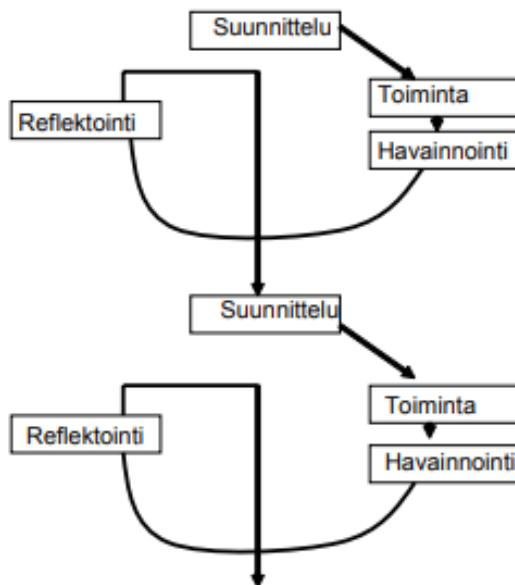 Suunnittelu
Toiminta
Reflektointi
Havainnointi
Suunnittelu
Toiminta
Reflektointi
Havainnointi